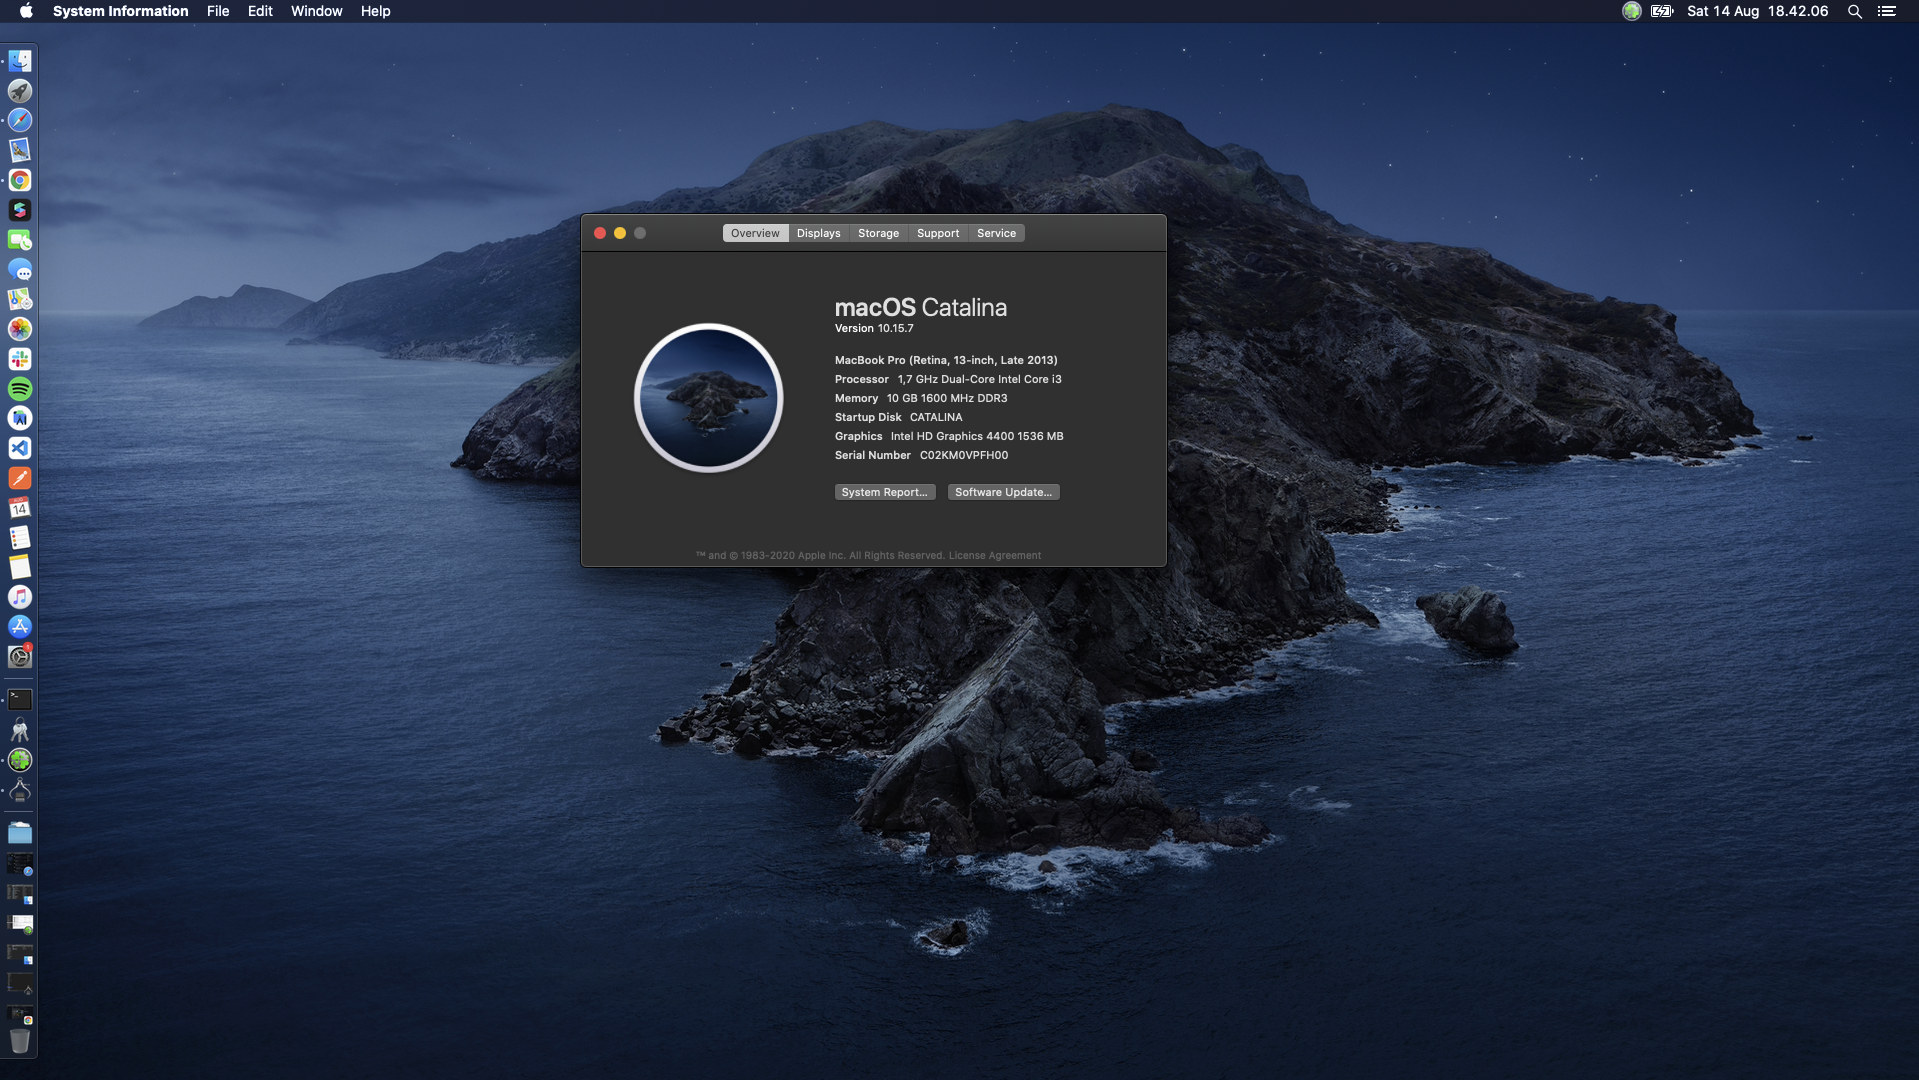 System Information File Edit Window Help Sat 14 Aug 18.42.06
Overview Displays Storage Support Service
macOS Catalina
Version 10.15.7
MacBook Pro (Retina, 13-inch, Late 2013)
Processor 1,7 GHz Dual-Core Intel Core i3
Memory 10 GB 1600 MHz DDR3
Startup Disk CATALINA
Graphics Intel HD Graphics 4400 1536 MB
Serial Number C02KM0VPFH00
System Report... Software Update...
™ and © 1983-2020 Apple Inc. All Rights Reserved. License Agreement
14